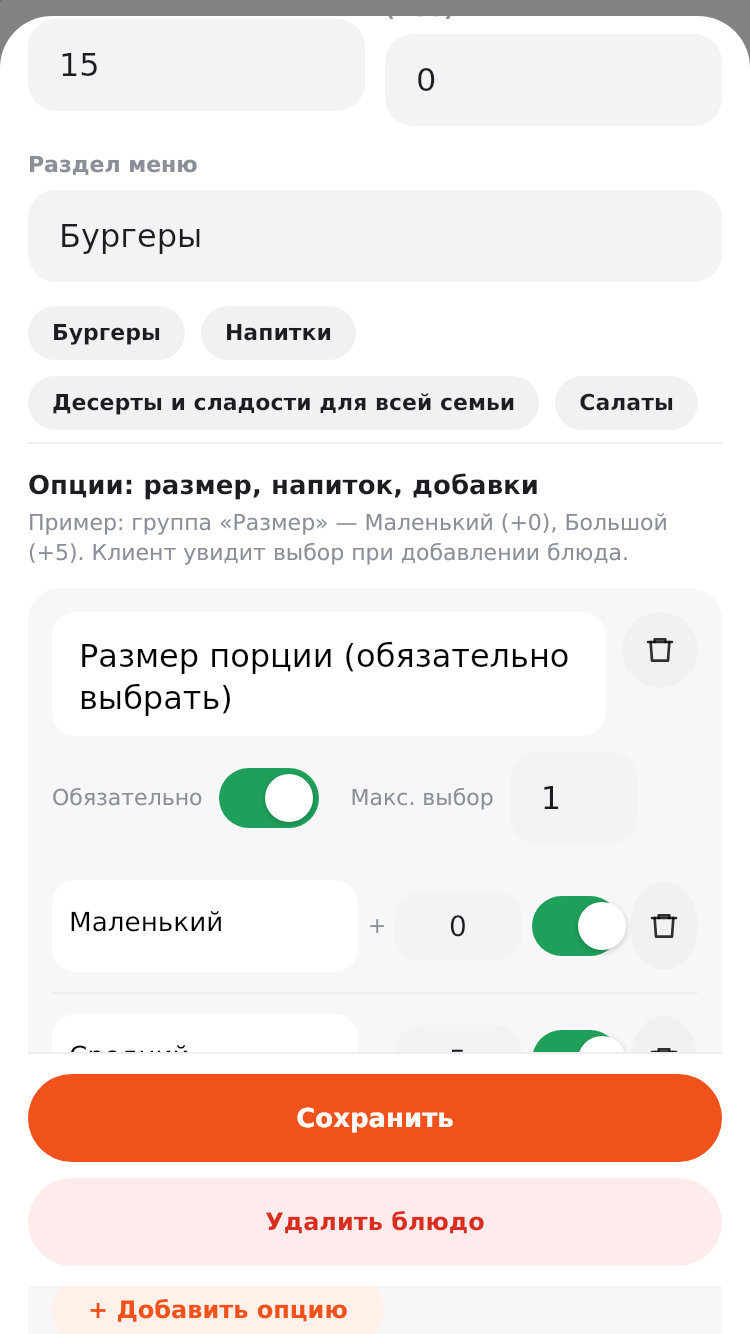 15
0
Раздел меню
Бургеры
Бургеры
Напитки
Десерты и сладости для всей семьи
Салаты
Опции: размер, напиток, добавки
Пример: группа «Размер» — Маленький (+0), Большой
(+5). Клиент увидит выбор при добавлении блюда.
Размер порции (обязательно
выбрать)
Обязательно
Макс. выбор
1
Маленький
+
0
Средний
Сохранить
Удалить блюдо
+ Добавить опцию